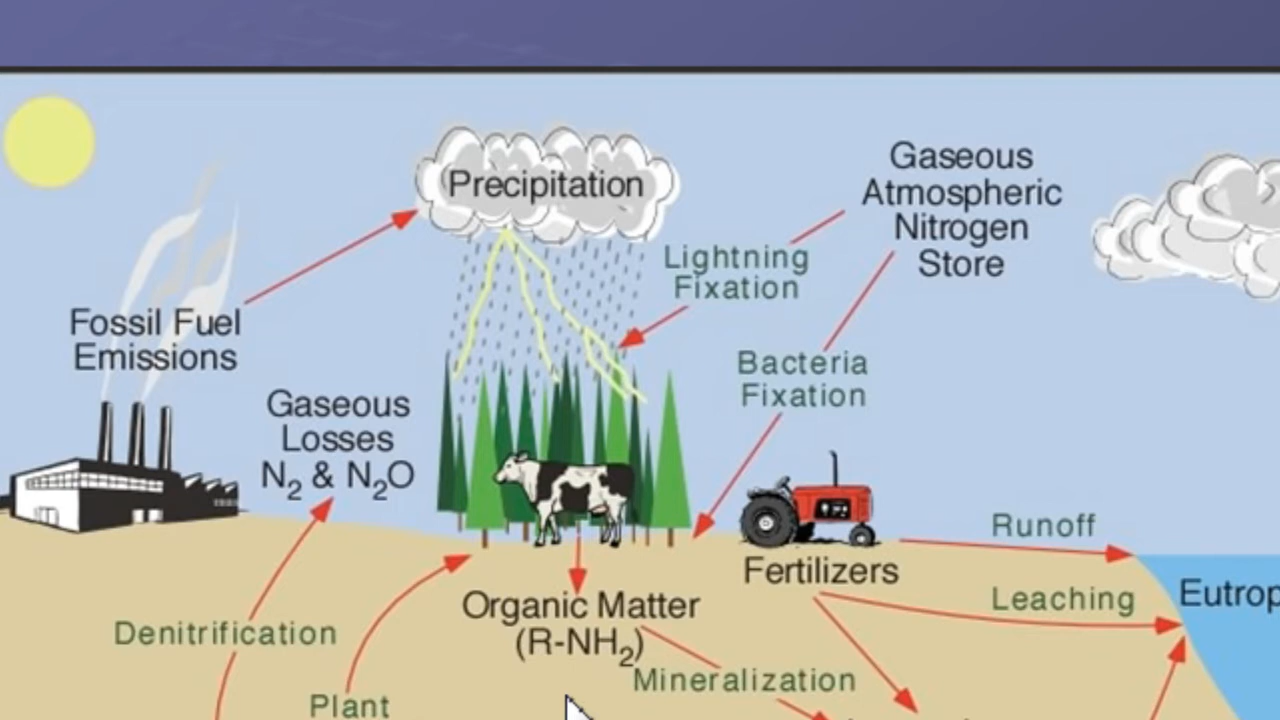 Precipitation
Gaseous
Atmospheric
Nitrogen
Store
Lightning
Fixation
Fossil Fuel
Emissions
Bacteria
Fixation
Gaseous
Losses
N₂ & N₂O
Runoff
Fertilizers
Leaching
Eutrop
Organic Matter
(R-NH₂)
Denitrification
Mineralization
Plant